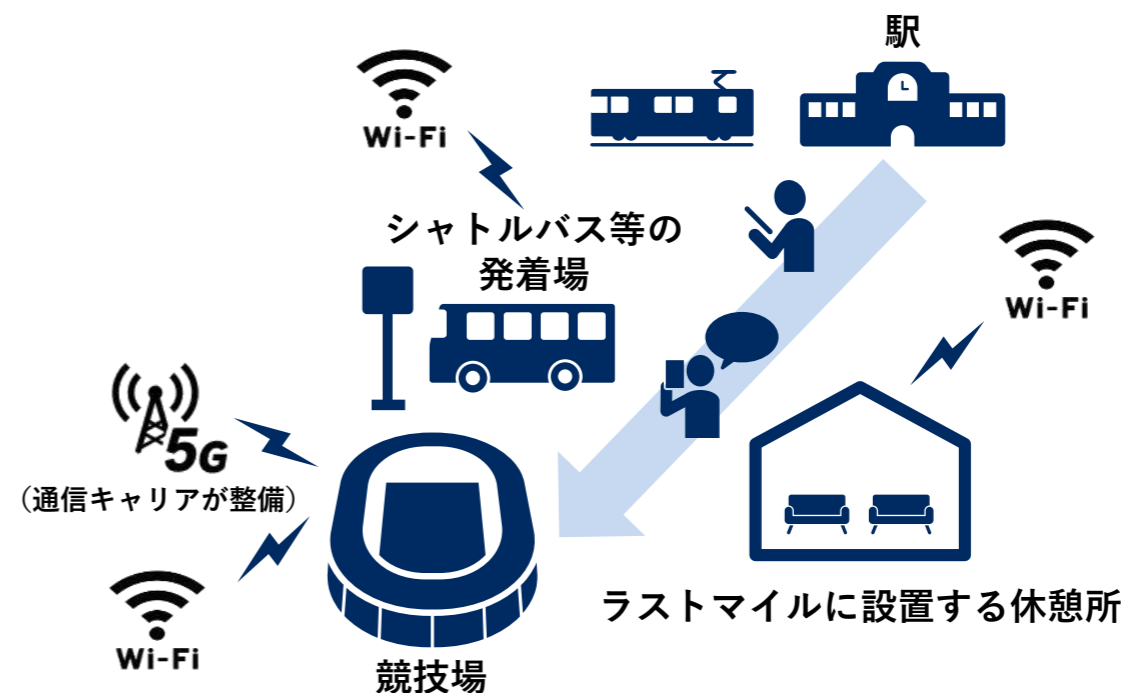 駅
Wi-Fi
シャトルバス等の
発着場
Wi-Fi
5G
（通信キャリアが整備）
ラストマイルに設置する休憩所
Wi-Fi
競技場